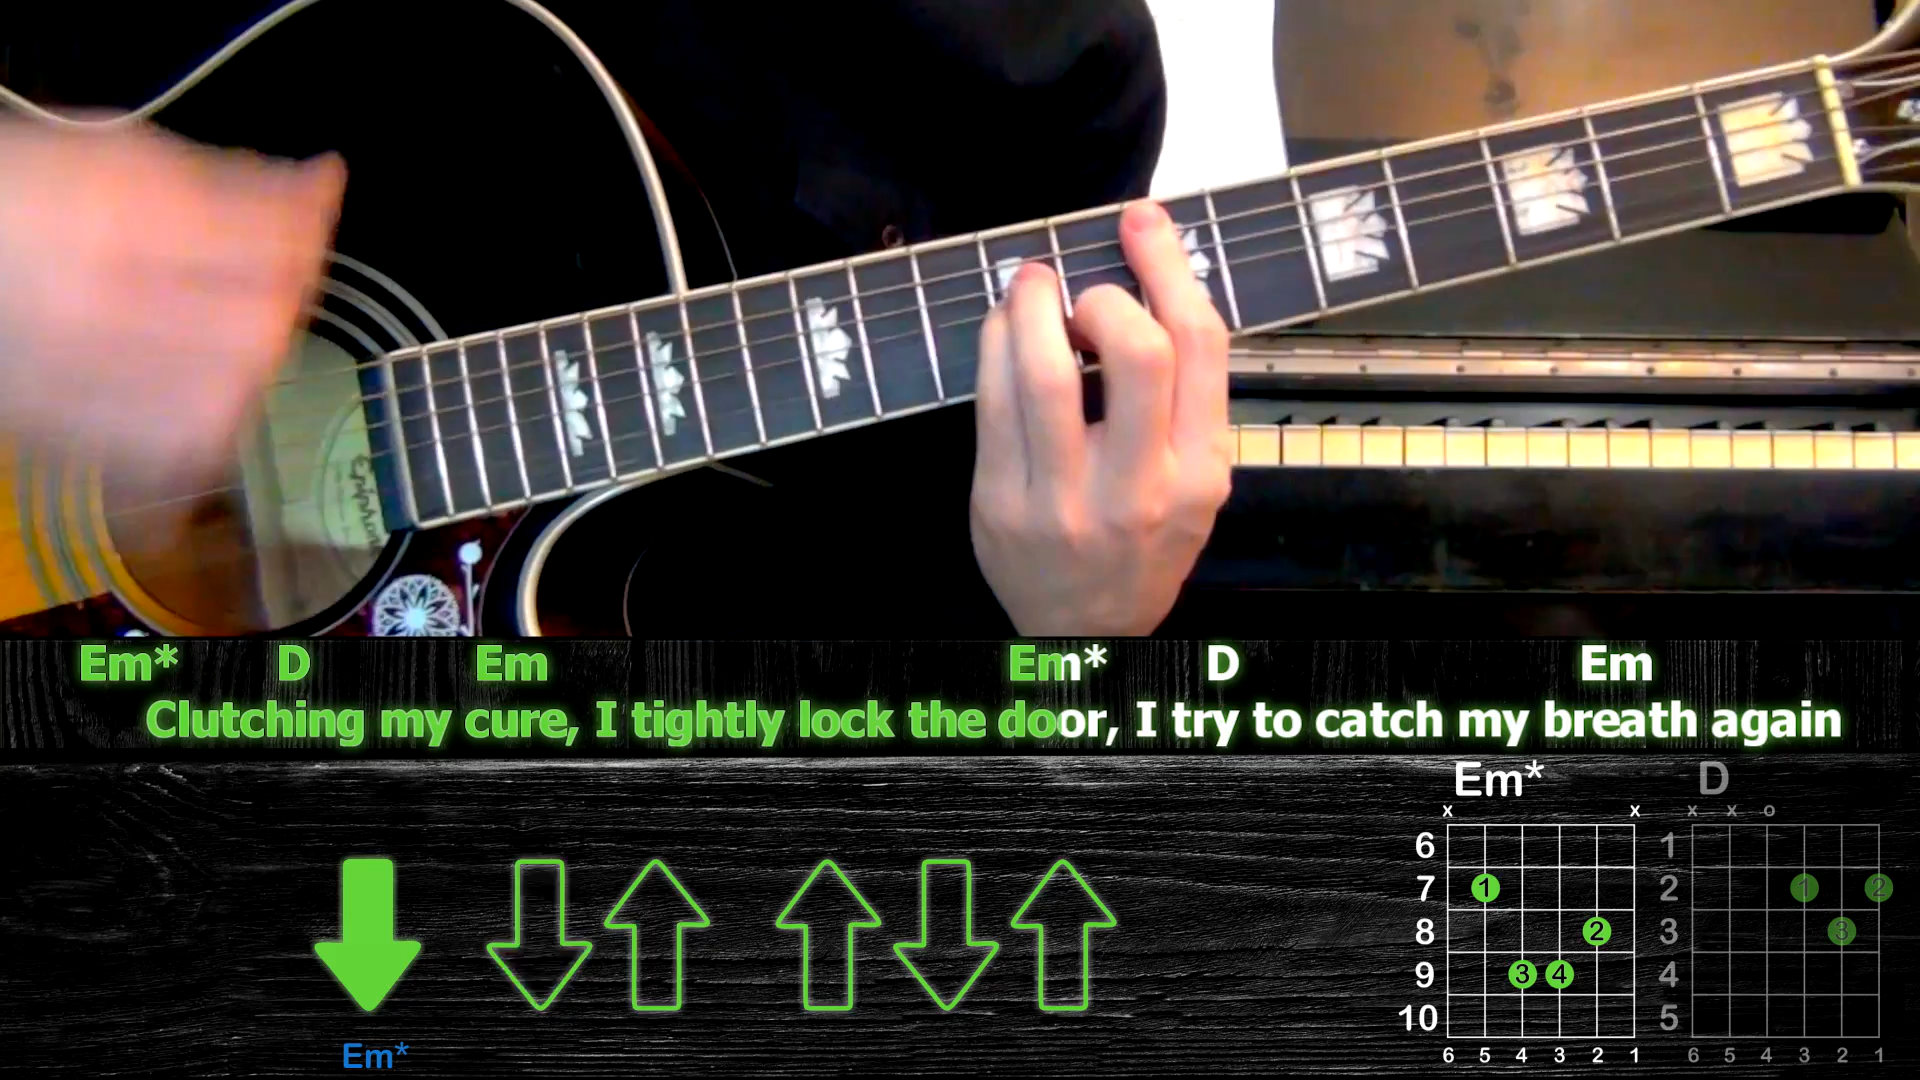 Epiphone
Em* D Em Em* D Em
Clutching my cure, I tightly lock the door, I try to catch my breath again
Em* D
x x x x o
6 1
7 1 2 1 2
8 2 3 3
9 3 4 4
10 5
6 5 4 3 2 1 6 5 4 3 2 1
Em*